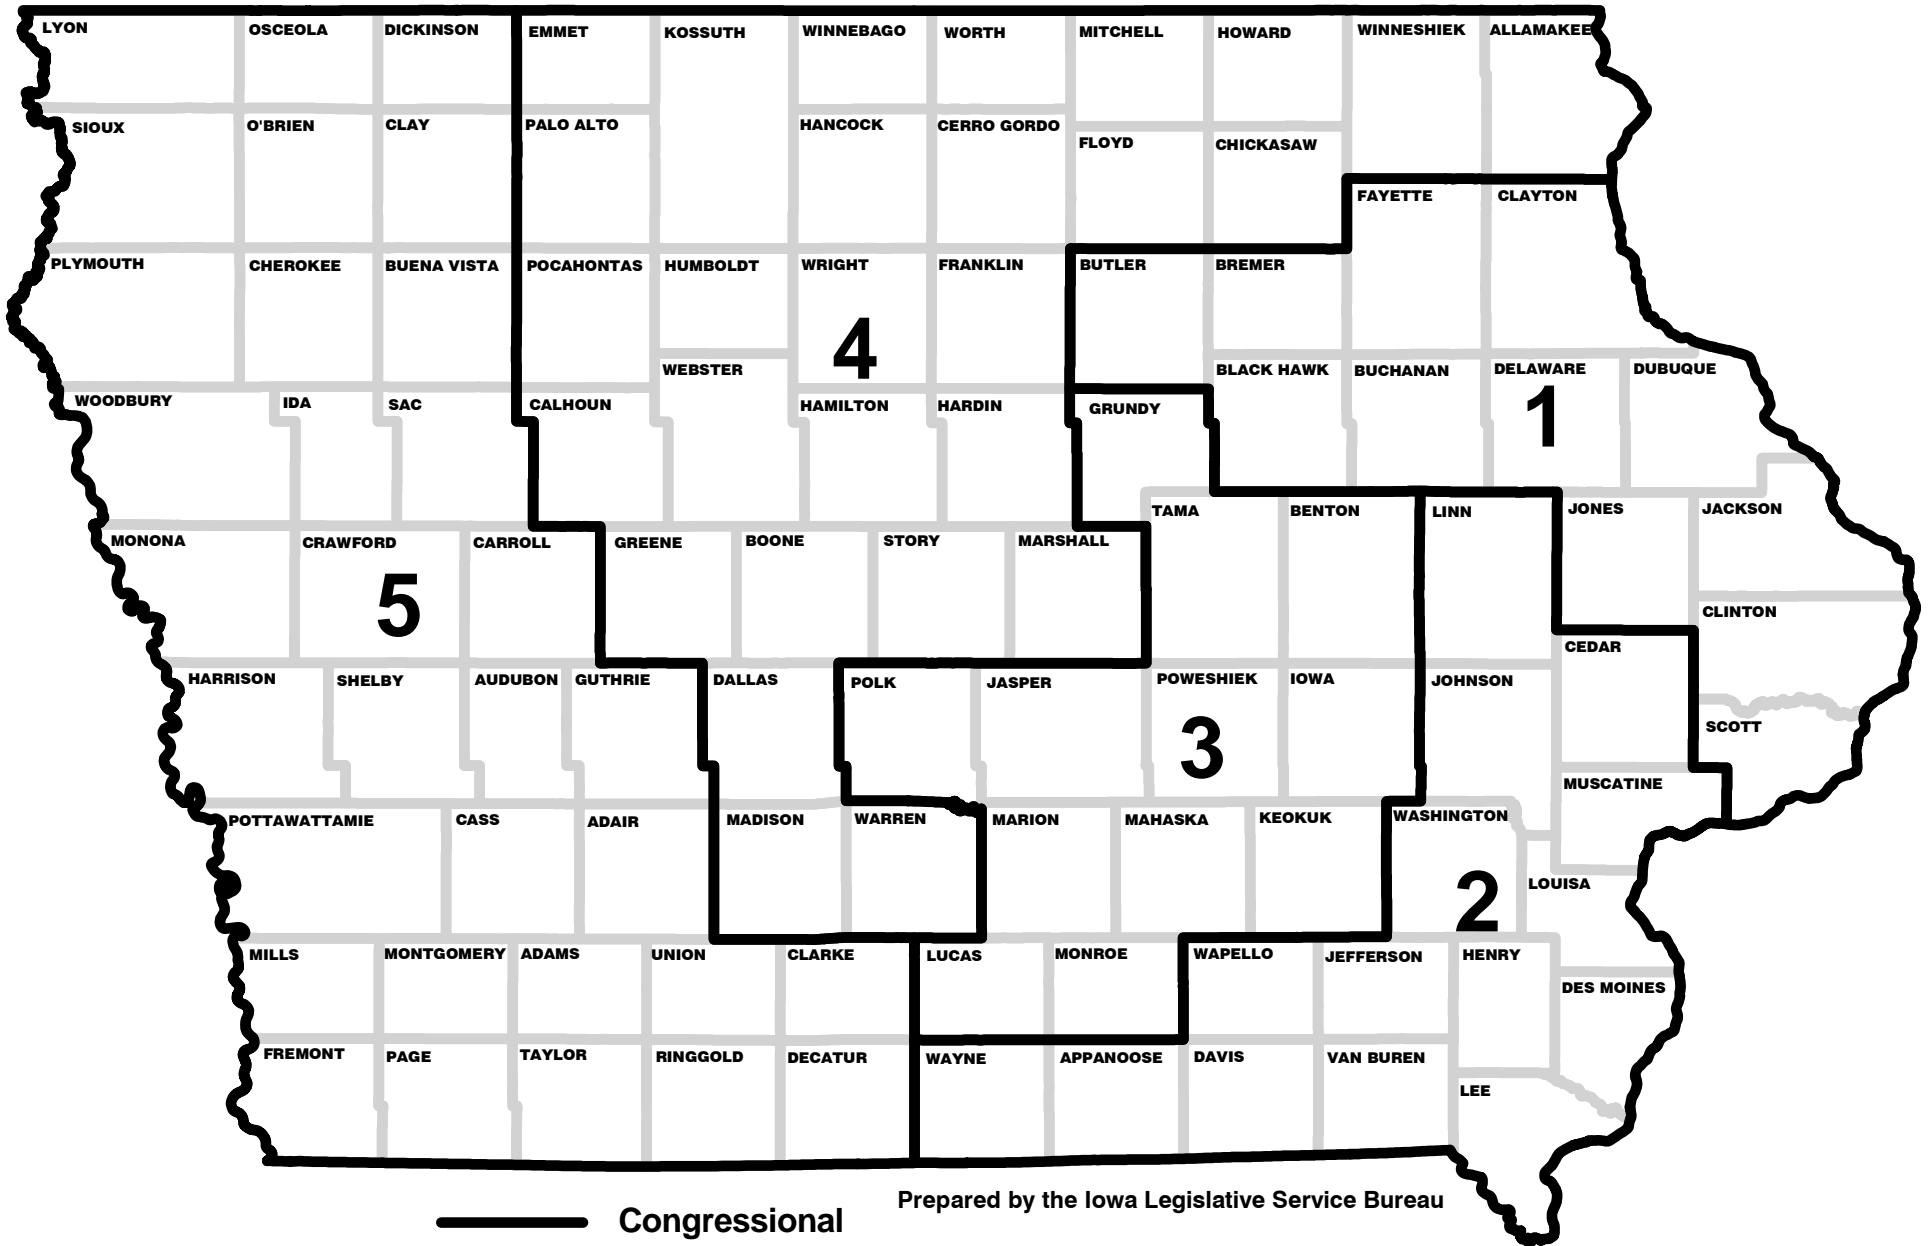 LYON OSCEOLA DICKINSON EMMET KOSSUTH WINNEBAGO WORTH MITCHELL HOWARD WINNESHIEK ALLAMAKEE
SIOUX O'BRIEN CLAY PALO ALTO HANCOCK CERRO GORDO FLOYD CHICKASAW
FAYETTE CLAYTON
PLYMOUTH CHEROKEE BUENA VISTA POCAHONTAS HUMBOLDT WRIGHT FRANKLIN BUTLER BREMER
4
WEBSTER BLACK HAWK BUCHANAN DELAWARE DUBUQUE
1
WOODBURY IDA SAC CALHOUN HAMILTON HARDIN GRUNDY
TAMA BENTON LINN JONES JACKSON
MONONA CRAWFORD CARROLL GREENE BOONE STORY MARSHALL
5
CLINTON
CEDAR
HARRISON SHELBY AUDUBON GUTHRIE DALLAS POLK JASPER POWESHIEK IOWA JOHNSON
3
SCOTT
MUSCATINE
POTTAWATTAMIE CASS ADAIR MADISON WARREN MARION MAHASKA KEOKUK WASHINGTON
LOUISA
2
MILLS MONTGOMERY ADAMS UNION CLARKE LUCAS MONROE WAPELLO JEFFERSON HENRY
DES MOINES
FREMONT PAGE TAYLOR RINGGOLD DECATUR WAYNE APPANOOSE DAVIS VAN BUREN
LEE
Prepared by the Iowa Legislative Service Bureau
Congressional